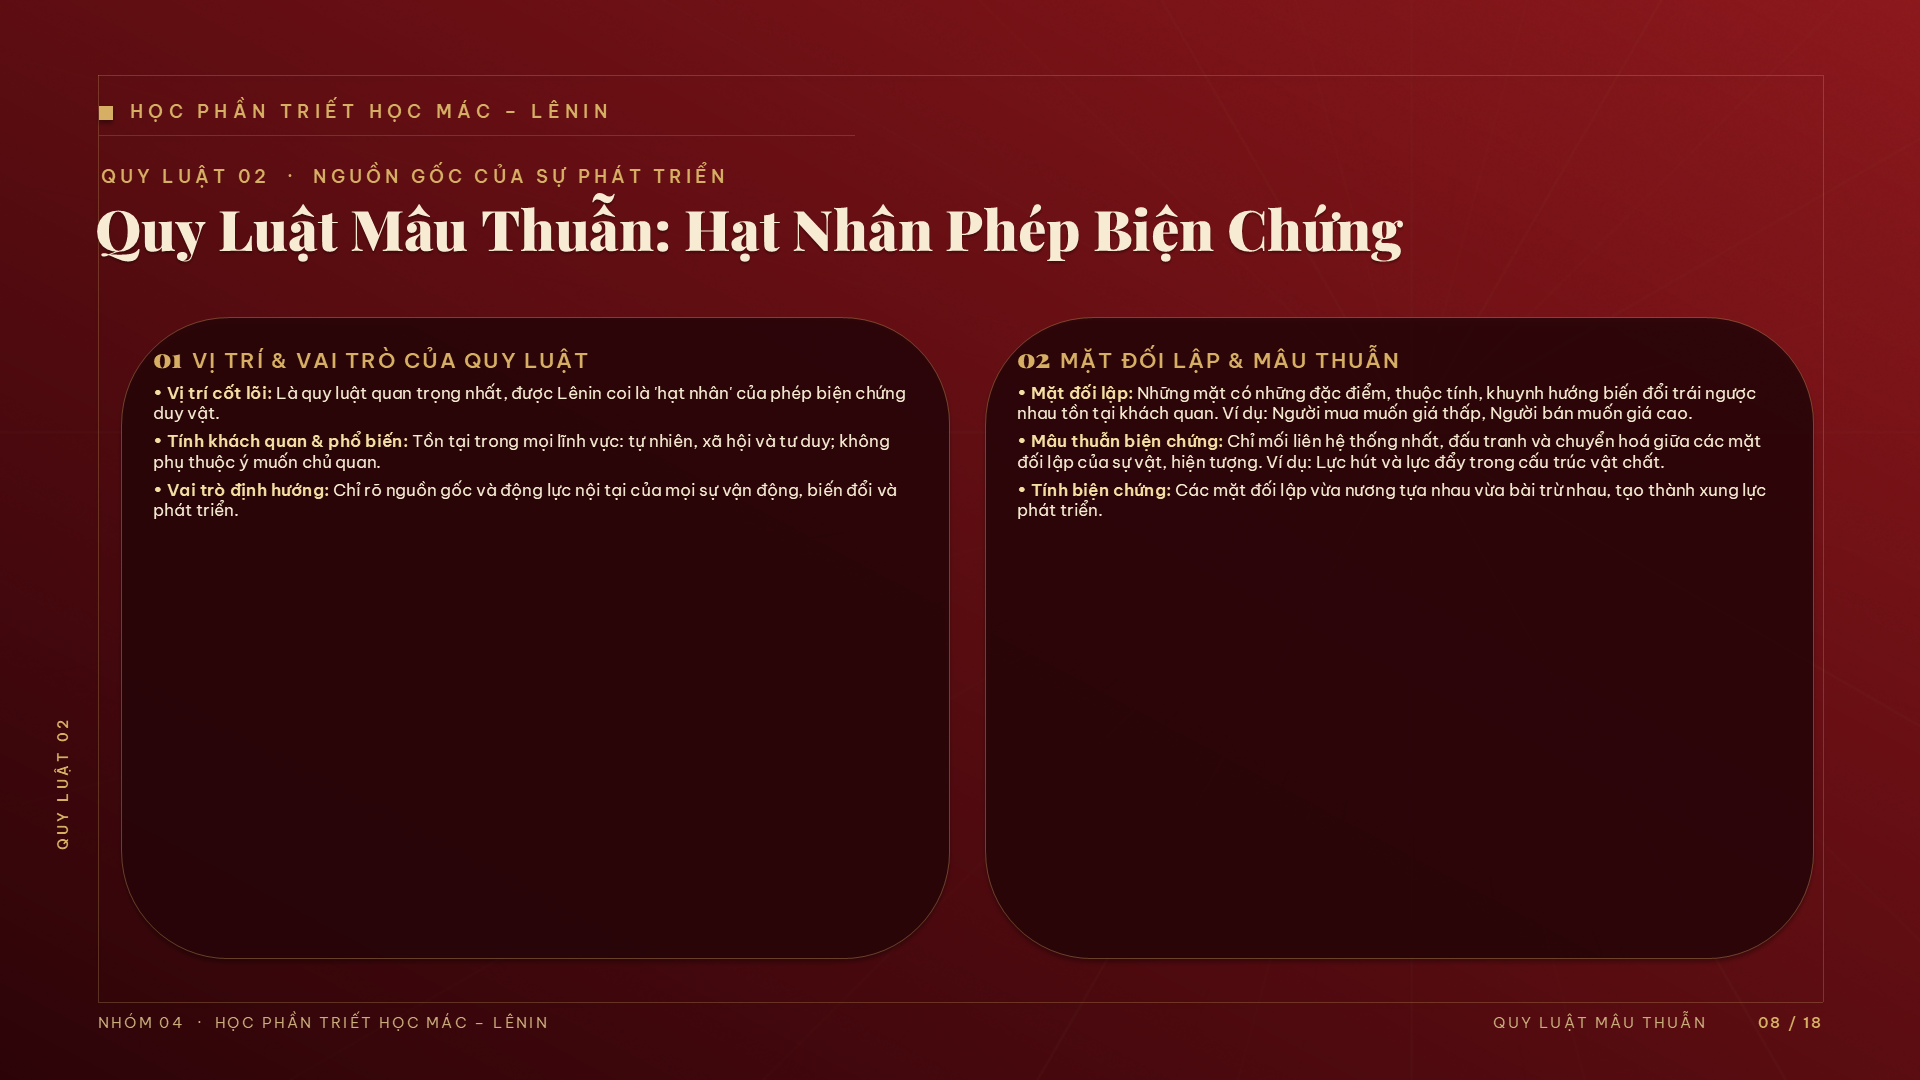 HỌC PHẦN TRIẾT HỌC MÁC – LÊNIN
QUY LUẬT 02 · NGUỒN GỐC CỦA SỰ PHÁT TRIỂN
Quy Luật Mâu Thuẫn: Hạt Nhân Phép Biện Chứng
01 VỊ TRÍ & VAI TRÒ CỦA QUY LUẬT
• Vị trí cốt lõi: Là quy luật quan trọng nhất, được Lênin coi là 'hạt nhân' của phép biện chứng
duy vật.
• Tính khách quan & phổ biến: Tồn tại trong mọi lĩnh vực: tự nhiên, xã hội và tư duy; không
phụ thuộc ý muốn chủ quan.
• Vai trò định hướng: Chỉ rõ nguồn gốc và động lực nội tại của mọi sự vận động, biến đổi và
phát triển.
02 MẶT ĐỐI LẬP & MÂU THUẪN
• Mặt đối lập: Những mặt có những đặc điểm, thuộc tính, khuynh hướng biến đổi trái ngược
nhau tồn tại khách quan. Ví dụ: Người mua muốn giá thấp, Người bán muốn giá cao.
• Mâu thuẫn biện chứng: Chỉ mối liên hệ thống nhất, đấu tranh và chuyển hoá giữa các mặt
đối lập của sự vật, hiện tượng. Ví dụ: Lực hút và lực đẩy trong cấu trúc vật chất.
• Tính biện chứng: Các mặt đối lập vừa nương tựa nhau vừa bài trừ nhau, tạo thành xung lực
phát triển.
QUY LUẬT 02
NHÓM 04 · HỌC PHẦN TRIẾT HỌC MÁC – LÊNIN
QUY LUẬT MÂU THUẪN 08 / 18